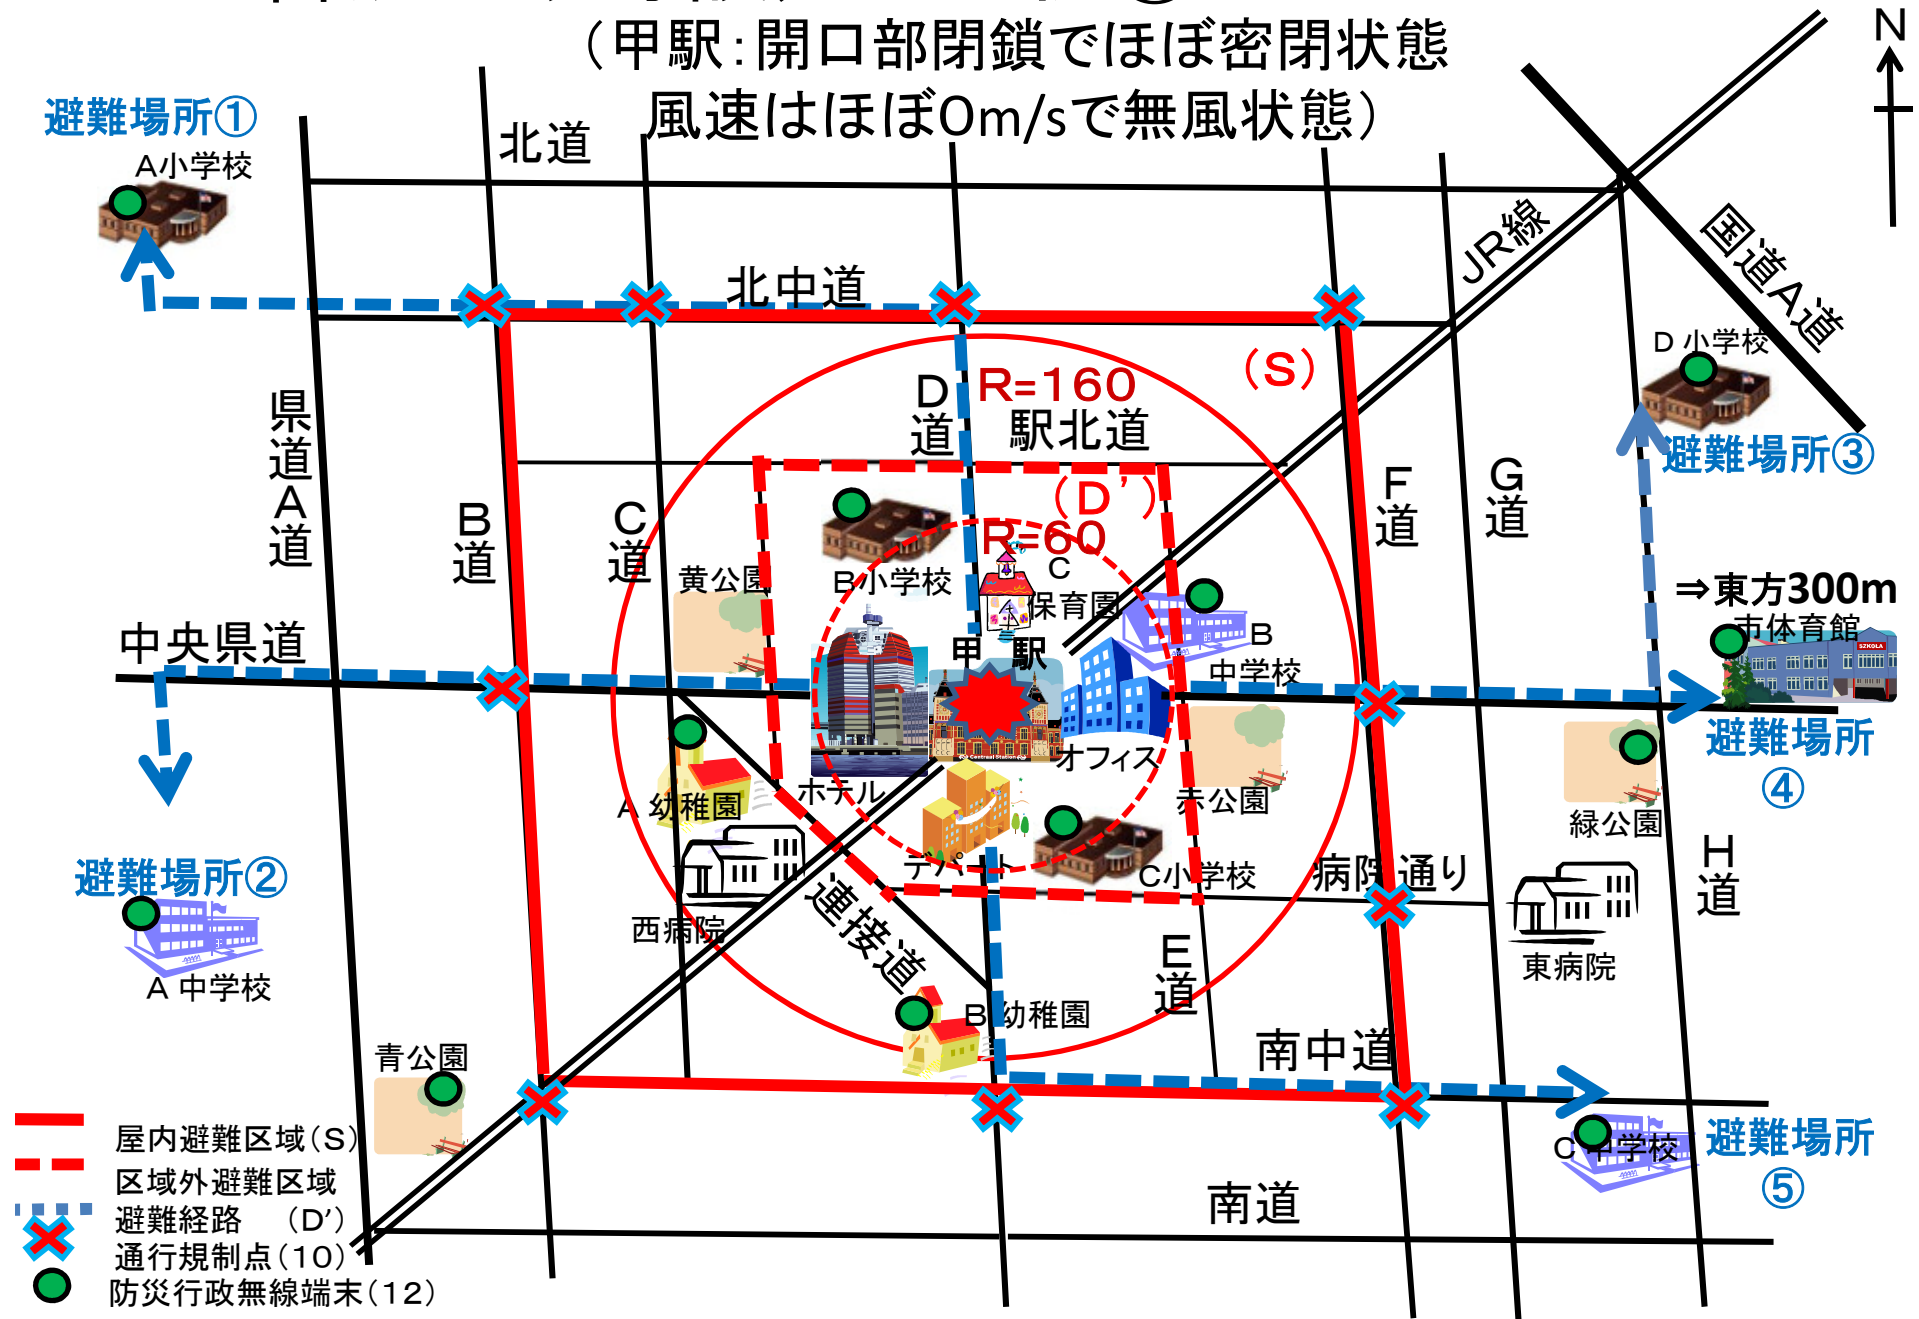 （甲駅：開口部閉鎖でほぼ密閉状態
風速はほぼ0m/sで無風状態）
N
避難場所①
A小学校
北道
北中道
JR線
国道A道
D小学校
避難場所③
（S）
R=160
D道
駅北道
県道A道
B道
C道
F道
G道
（D’）
R=60
C
保育園
黄公園
B小学校
⇒東方300m
市体育館
中央県道
甲　駅
B
中学校
避難場所
④
オフィス
ホテル
A 幼稚園
赤公園
緑公園
デパート
C小学校
病院通り
H道
避難場所②
西病院
連接道
E道
東病院
A 中学校
B 幼稚園
南中道
青公園
C 中学校
避難場所
⑤
南道
屋内避難区域（S）
区域外避難区域
避難経路　（D’）
通行規制点（10）
防災行政無線端末（12）
SZKOŁA
Centraal Station